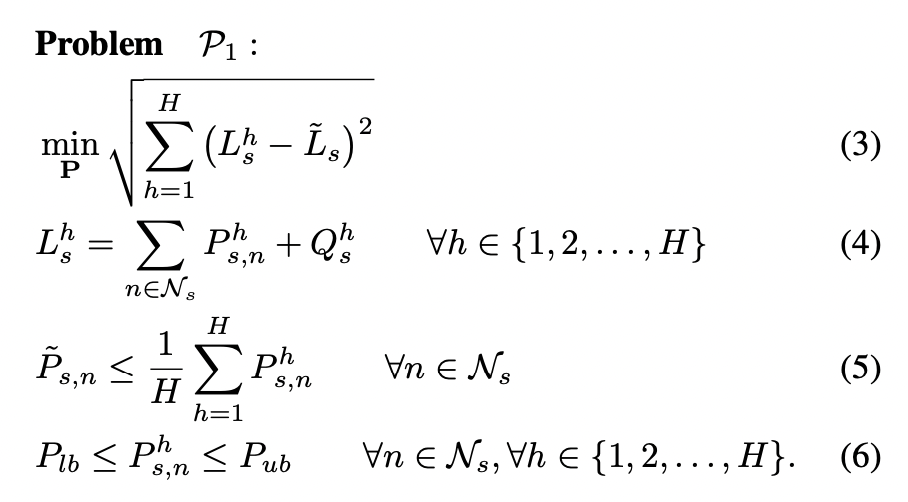 Problem 𝒫₁ :
min_𝐏 √(∑_{h=1}^{H} (L_s^h − L̃_s)²) (3)
L_s^h = ∑_{n∈𝒩_s} P_{s,n}^h + Q_s^h ∀h ∈ {1, 2, . . . , H} (4)
P̃_{s,n} ≤ 1/H ∑_{h=1}^{H} P_{s,n}^h ∀n ∈ 𝒩_s (5)
P_{lb} ≤ P_{s,n}^h ≤ P_{ub} ∀n ∈ 𝒩_s, ∀h ∈ {1, 2, . . . , H}. (6)